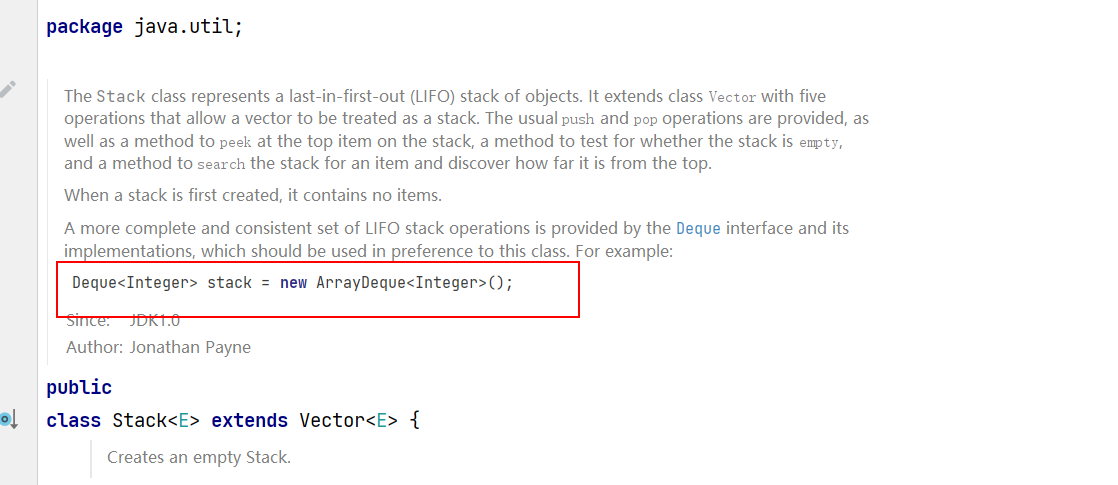 package java.util;
The Stack class represents a last-in-first-out (LIFO) stack of objects. It extends class Vector with five
operations that allow a vector to be treated as a stack. The usual push and pop operations are provided, as
well as a method to peek at the top item on the stack, a method to test for whether the stack is empty,
and a method to search the stack for an item and discover how far it is from the top.
When a stack is first created, it contains no items.
A more complete and consistent set of LIFO stack operations is provided by the Deque interface and its
implementations, which should be used in preference to this class. For example:
Deque<Integer> stack = new ArrayDeque<Integer>();
Since: JDK1.0
Author: Jonathan Payne
public
class Stack<E> extends Vector<E> {
Creates an empty Stack.